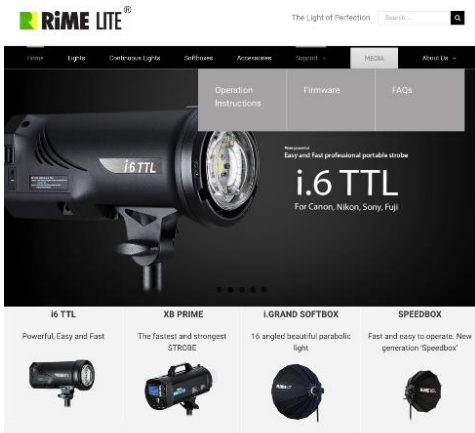 RiME LITE®
The Light of Perfection
Search ...
Home Lights Continuous Lights Softboxes Accessories Support MEDIA About Us
Operation Instructions Firmware FAQs
i6TTL
More powerful
Easy and Fast professional portable strobe
i.6 TTL
For Canon, Nikon, Sony, Fuji
i6 TTL
Powerful, Easy and Fast
XB PRIME
The fastest and strongest
STROBE
i.GRAND SOFTBOX
16 angled beautiful parabolic
light
SPEEDBOX
Fast and easy to operate. New
generation 'Speedbox'